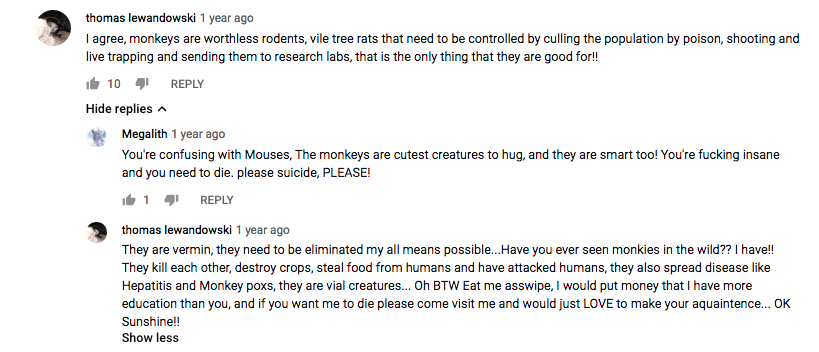 thomas lewandowski 1 year ago
I agree, monkeys are worthless rodents, vile tree rats that need to be controlled by culling the population by poison, shooting and
live trapping and sending them to research labs, that is the only thing that they are good for!!
10 REPLY
Hide replies
Megalith 1 year ago
You're confusing with Mouses, The monkeys are cutest creatures to hug, and they are smart too! You're fucking insane
and you need to die. please suicide, PLEASE!
1 REPLY
thomas lewandowski 1 year ago
They are vermin, they need to be eliminated my all means possible...Have you ever seen monkies in the wild?? I have!!
They kill each other, destroy crops, steal food from humans and have attacked humans, they also spread disease like
Hepatitis and Monkey poxs, they are vial creatures... Oh BTW Eat me asswipe, I would put money that I have more
education than you, and if you want me to die please come visit me and would just LOVE to make your aquaintence... OK
Sunshine!!
Show less